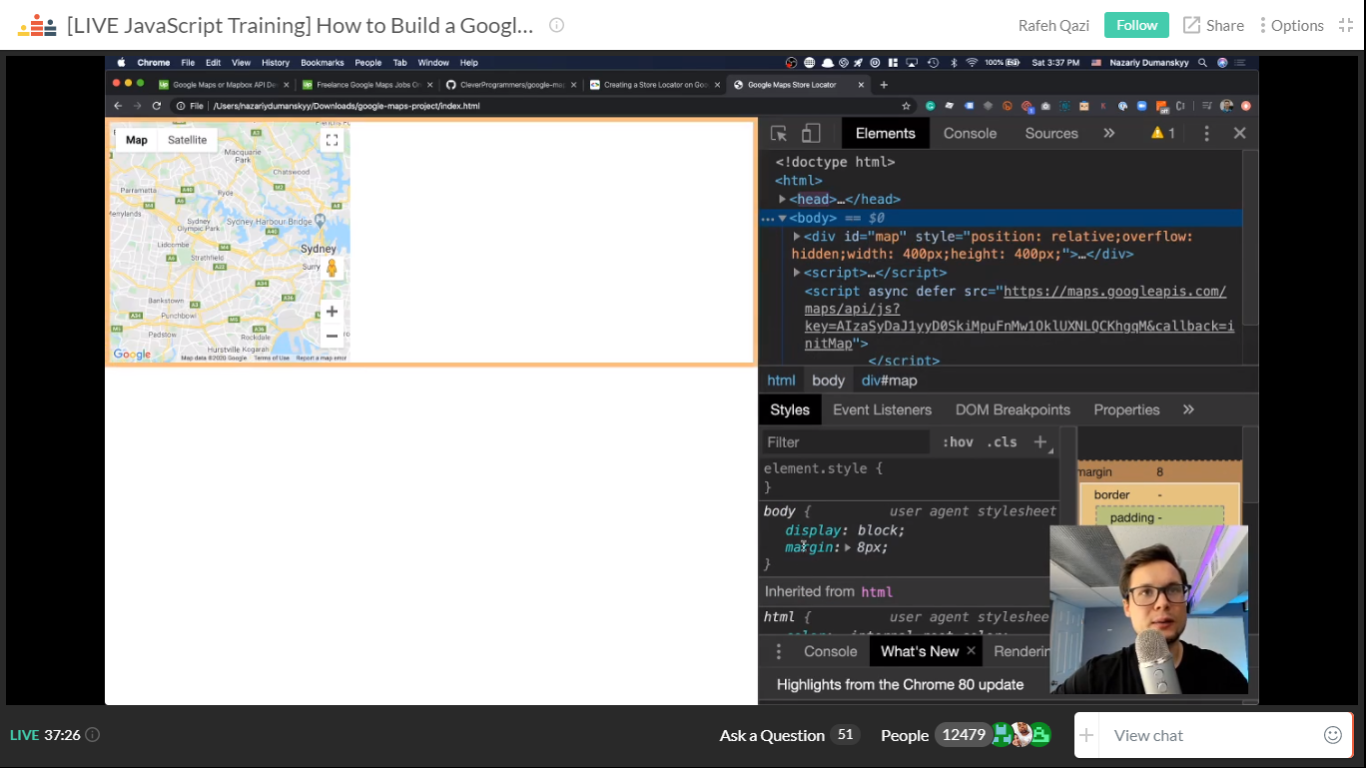 [LIVE JavaScript Training] How to Build a Googl...
Rafeh Qazi
Follow
Share
Options
Chrome File Edit View History Bookmarks People Tab Window Help
100% Sat 3:37 PM Nazariy Dumanskyy
Google Maps or Mapbox API De
Freelance Google Maps Jobs On
CleverProgrammers/google-ma
Creating a Store Locator on Goo
Google Maps Store Locator
File /Users/nazariydumanskyy/Downloads/google-maps-project/index.html
Map Satellite
Macquarie
Park
Chatswood
Parramatta
Ryde
Merrylands
Sydney
Olympic Park
Sydney Harbour Bridge
Lidcombe
Sydney
Strathfield
Surry
Bankstown
Padstow
Rockdale
Hurstville Kogarah
Google Map data ©2020 Google Terms of Use Report a map error
Elements Console Sources » 1
<!doctype html>
<html>
<head>…</head>
<body> == $0
<div id="map" style="position: relative;overflow:
hidden;width: 400px;height: 400px;">…</div>
<script>…</script>
<script async defer src="https://maps.googleapis.com/
maps/api/js?
</script>
html body div#map
Styles Event Listeners DOM Breakpoints Properties »
Filter :hov .cls +
element.style {
}
body { user agent stylesheet
display: block;
margin: 8px;
}
Inherited from html
html { user agent stylesheet
margin 8
border -
padding -
Console What's New × Renderin
Highlights from the Chrome 80 update
LIVE 37:26
Ask a Question 51
People 12479
View chat